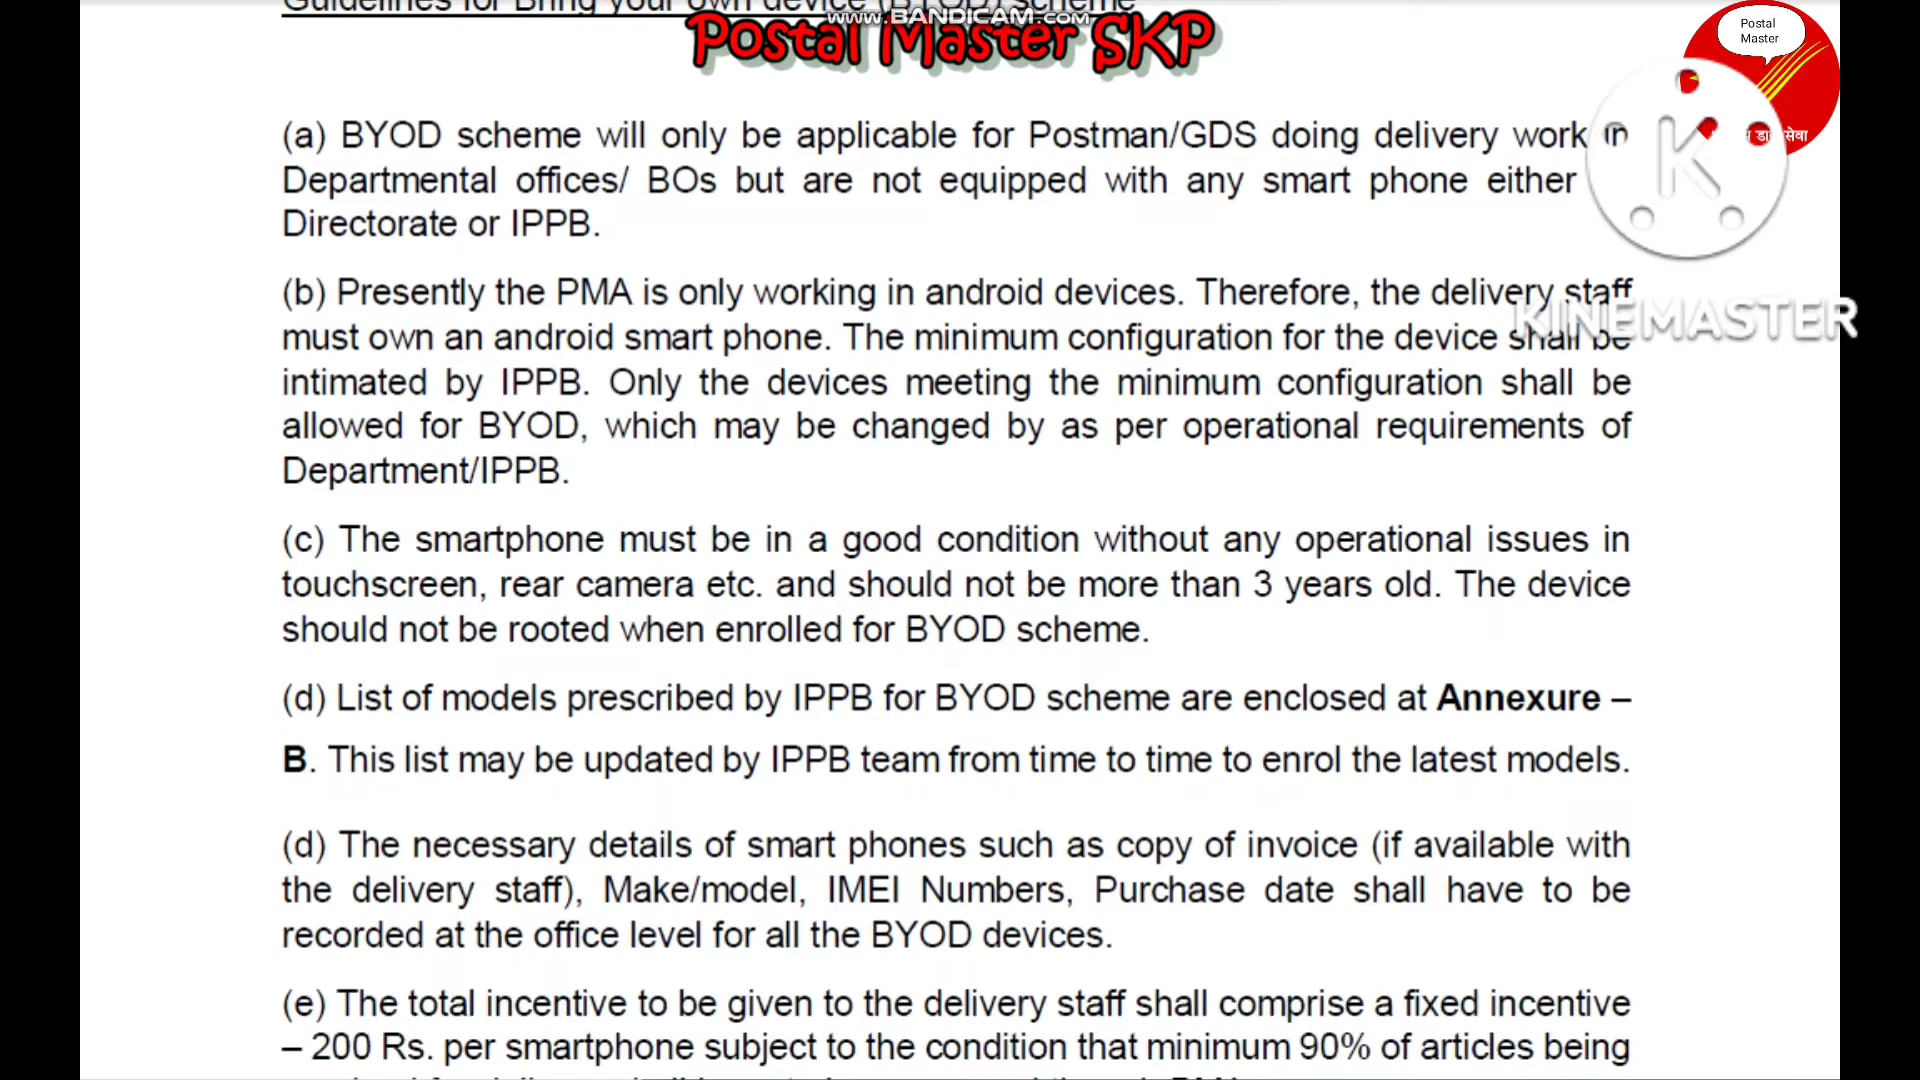 Guidelines for Bring your own device (BYOD) scheme
www.BANDICAM.com
Postal Master SKP
Postal
Master
सेवा
(a) BYOD scheme will only be applicable for Postman/GDS doing delivery work in
Departmental offices/ BOs but are not equipped with any smart phone either
Directorate or IPPB.
(b) Presently the PMA is only working in android devices. Therefore, the delivery staff
KINEMASTER
must own an android smart phone. The minimum configuration for the device shall be
intimated by IPPB. Only the devices meeting the minimum configuration shall be
allowed for BYOD, which may be changed by as per operational requirements of
Department/IPPB.
(c) The smartphone must be in a good condition without any operational issues in
touchscreen, rear camera etc. and should not be more than 3 years old. The device
should not be rooted when enrolled for BYOD scheme.
(d) List of models prescribed by IPPB for BYOD scheme are enclosed at Annexure –
B. This list may be updated by IPPB team from time to time to enrol the latest models.
(d) The necessary details of smart phones such as copy of invoice (if available with
the delivery staff), Make/model, IMEI Numbers, Purchase date shall have to be
recorded at the office level for all the BYOD devices.
(e) The total incentive to be given to the delivery staff shall comprise a fixed incentive
– 200 Rs. per smartphone subject to the condition that minimum 90% of articles being